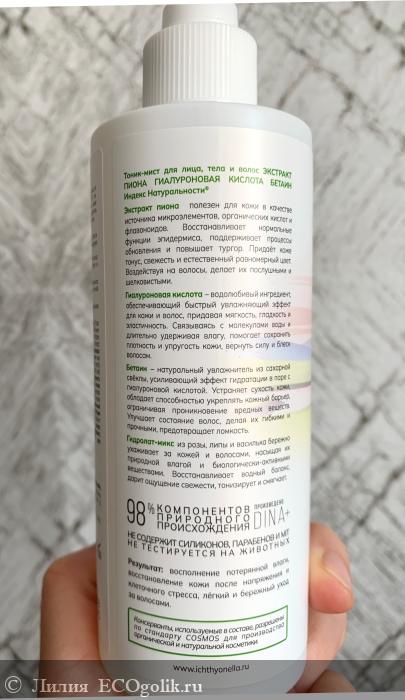 Тоник-мист для лица, тела и волос ЭКСТРАКТ
ПИОНА ГИАЛУРОНОВАЯ КИСЛОТА БЕТАИН
Индекс Натуральности®
Экстракт пиона полезен для кожи в качестве
источника микроэлементов, органических кислот и
флавоноидов. Восстанавливает нормальные
функции эпидермиса, поддерживает процессы
обновления и повышает тургор. Придаёт коже
тонус, свежесть и естественный равномерный цвет.
Воздействуя на волосы, делает их послушными и
шелковистыми.
Гиалуроновая кислота – водолюбивый ингредиент,
обеспечивающий быстрый увлажняющий эффект
для кожи и волос, придавая мягкость, гладкость и
эластичность. Связываясь с молекулами воды и
длительно удерживая влагу, помогает сохранить
плотность и упругость кожи, вернуть силу и блеск
волосам.
Бетаин – натуральный увлажнитель из сахарной
свёклы, усиливающий эффект гидратации в паре с
гиалуроновой кислотой. Устраняет сухость кожи,
обладает способностью укреплять кожный барьер,
ограничивая проникновение вредных веществ.
Улучшает состояние волос, делая их гибкими и
прочными, предотвращает ломкость.
Гидролат-микс из розы, липы и василька бережно
ухаживает за кожей и волосами, насыщая их
природной влагой и биологически-активными
веществами. Восстанавливает водный баланс,
дарит ощущение свежести, тонизирует и смягчает.
98% КОМПОНЕНТОВ ПРОИЗВЕДЕНО
ПРИРОДНОГО DINA+
ПРОИСХОЖДЕНИЯ
НЕ СОДЕРЖИТ СИЛИКОНОВ, ПАРАБЕНОВ И MIT
НЕ ТЕСТИРУЕТСЯ НА ЖИВОТНЫХ
Результат: восполнение потерянной влаги,
восстановление кожи после напряжения и
клеточного стресса, лёгкий и бережный уход
за волосами.
Консерванты, используемые в составе, разрешены
по стандарту COSMOS для производства
органической и натуральной косметики.
www.ichthyonella.ru
© Лилия ECOgolik.ru